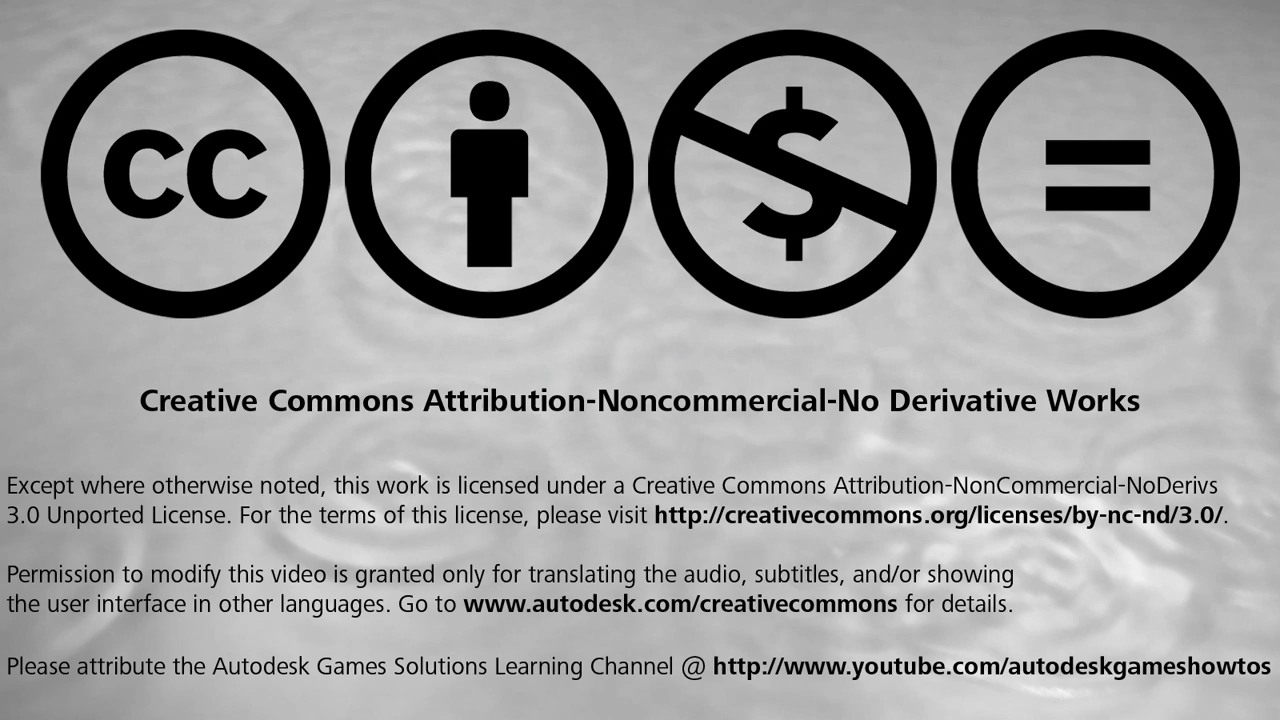 cc
$
=
Creative Commons Attribution-Noncommercial-No Derivative Works
Except where otherwise noted, this work is licensed under a Creative Commons Attribution-NonCommercial-NoDerivs
3.0 Unported License. For the terms of this license, please visit http://creativecommons.org/licenses/by-nc-nd/3.0/.
Permission to modify this video is granted only for translating the audio, subtitles, and/or showing
the user interface in other languages. Go to www.autodesk.com/creativecommons for details.
Please attribute the Autodesk Games Solutions Learning Channel @ http://www.youtube.com/autodeskgameshowtos